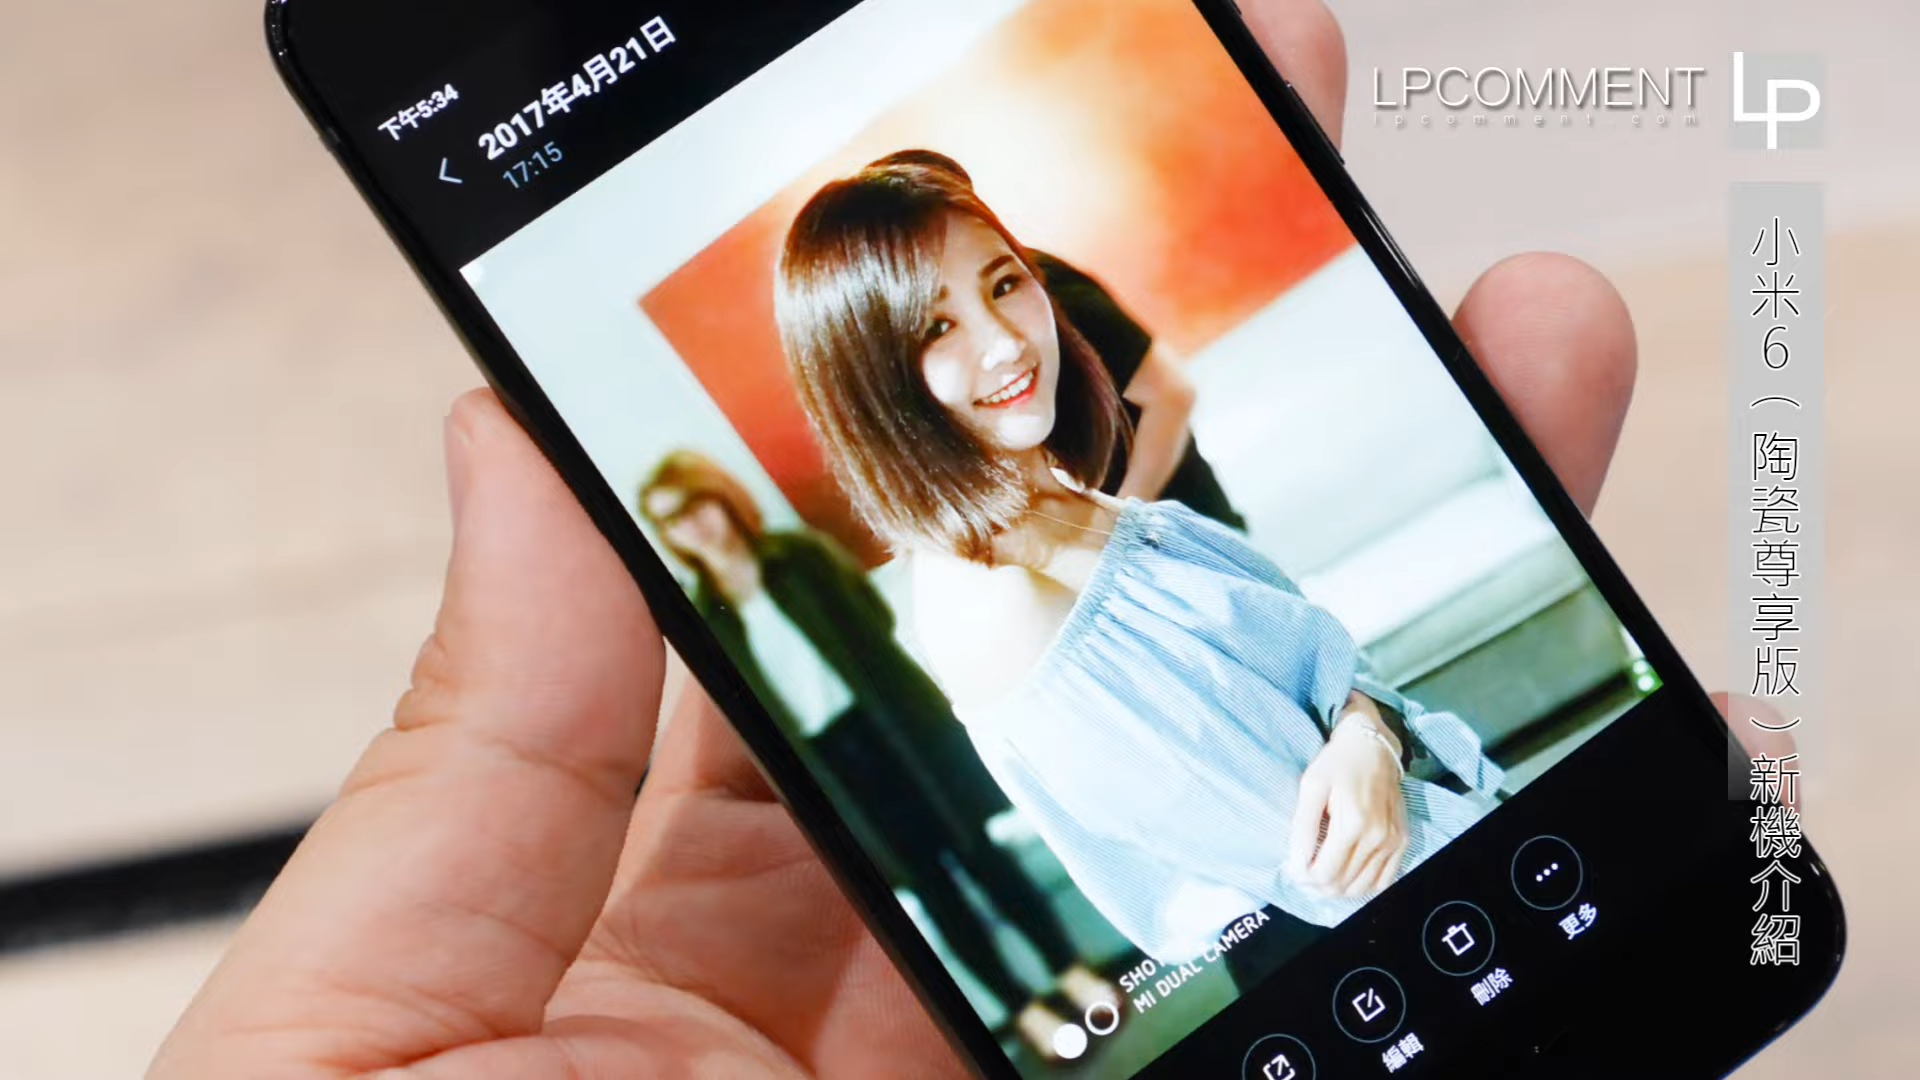 下午5:34
2017年4月21日
17:15
LPCOMMENT
lpcomment.com
LP
小米6（陶瓷尊享版）新機介紹
SHOT
MI DUAL CAMERA
更多
刪除
編輯